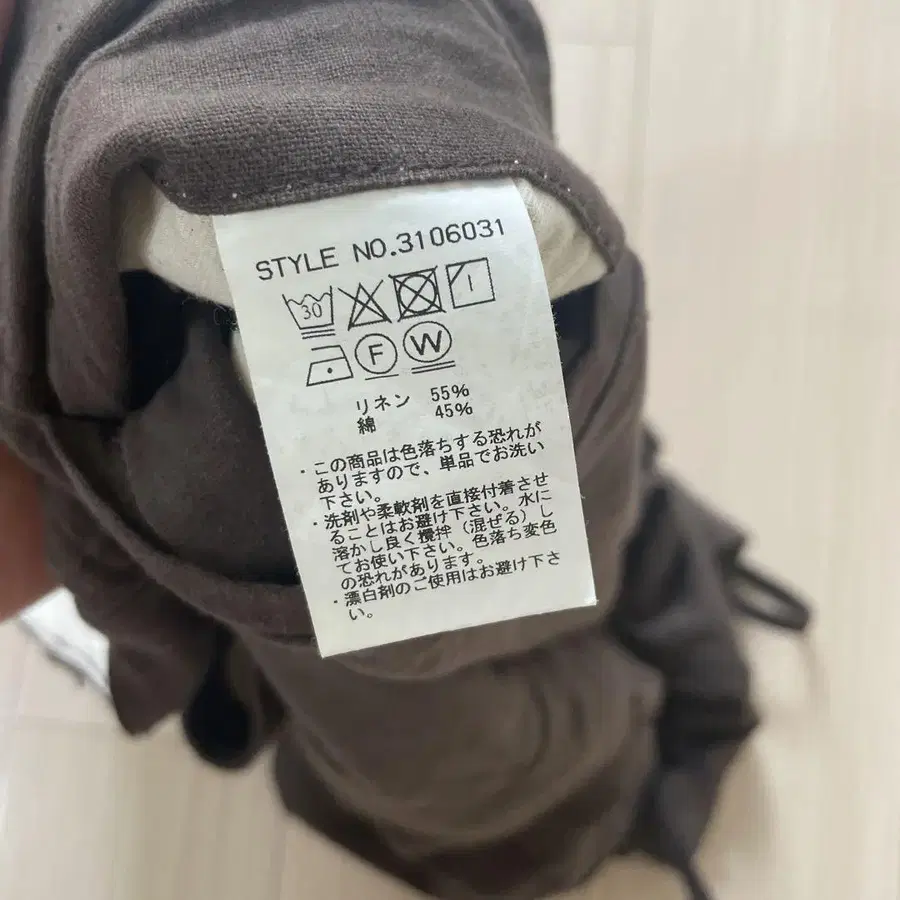 STYLE NO.3106031
30
F W
リネン 55%
綿 45%
・この商品は色落ちする恐れが
ありますので、単品でお洗い
下さい。
・洗剤や柔軟剤を直接付着させ
ることはお避け下さい。水に
溶かし良く攪拌（混ぜる）し
てお使い下さい。色落ち変色
の恐れがあります。
・漂白剤のご使用はお避け下さ
い。